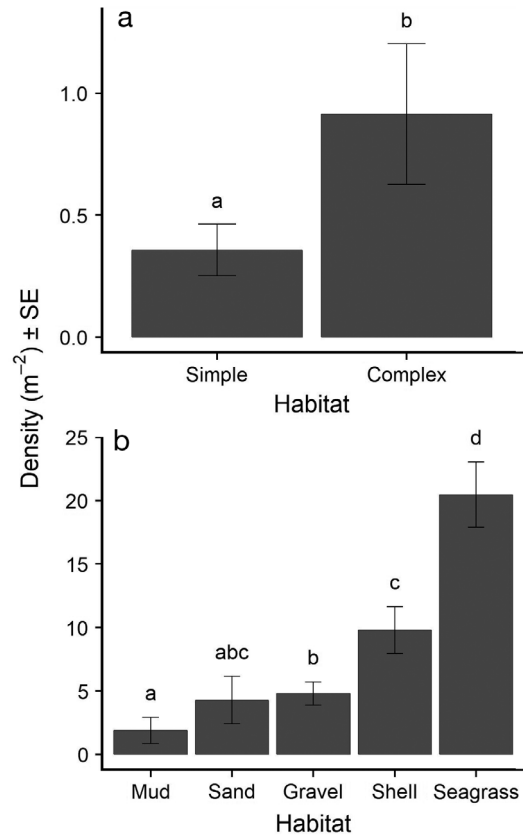 a
b
1.0
a
0.5
0.0
Simple Complex
Habitat
Density (m⁻²) ± SE
25
b
d
20
15
c
10
abc
b
5
a
0
Mud Sand Gravel Shell Seagrass
Habitat